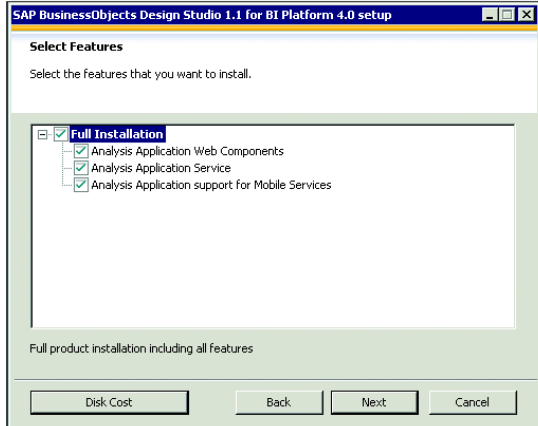 SAP BusinessObjects Design Studio 1.1 for BI Platform 4.0 setup
Select Features
Select the features that you want to install.
Full Installation
Analysis Application Web Components
Analysis Application Service
Analysis Application support for Mobile Services
Full product installation including all features
Disk Cost
Back
Next
Cancel